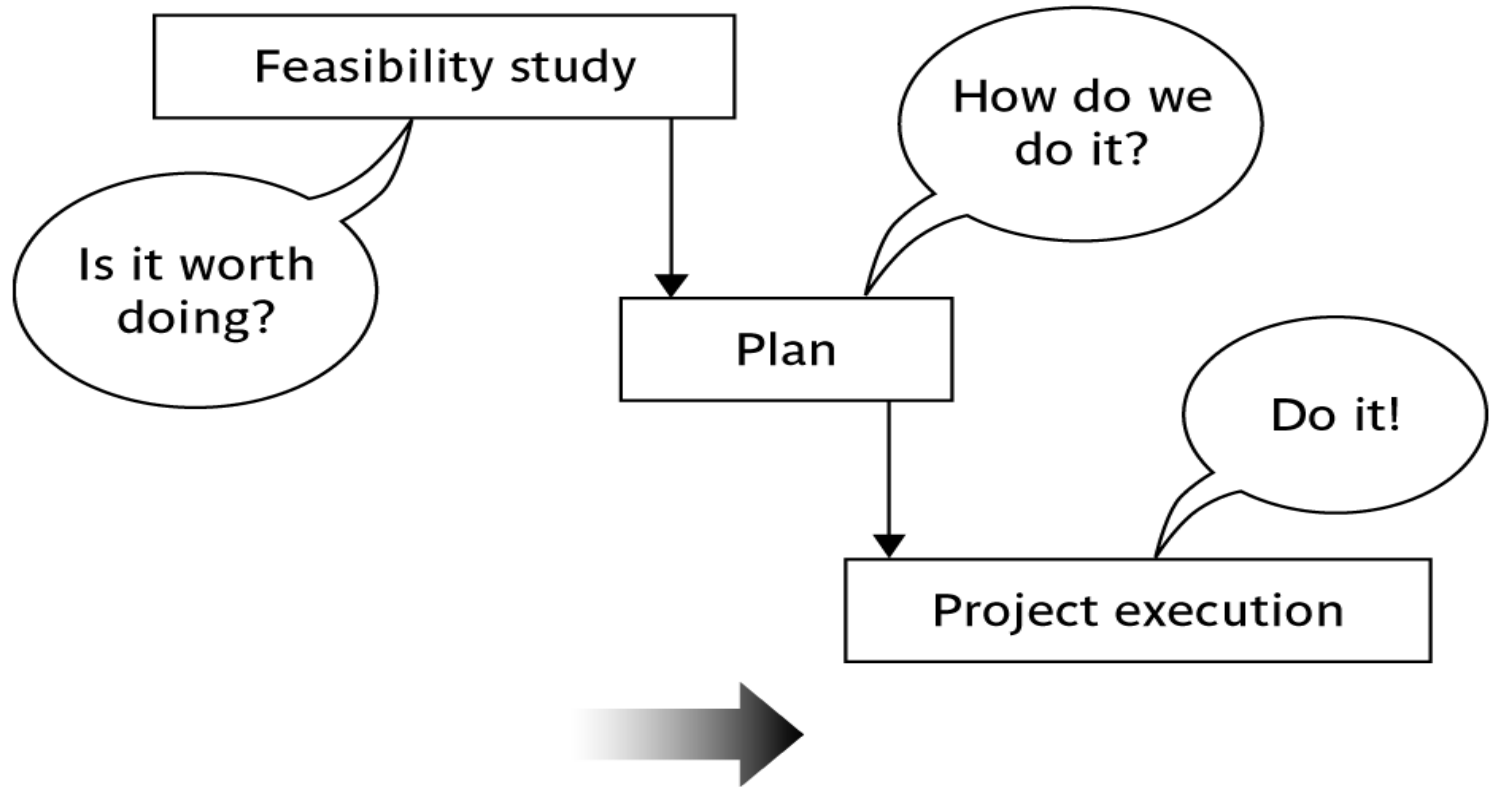 Feasibility study
How do we
do it?
Is it worth
doing?
Plan
Do it!
Project execution